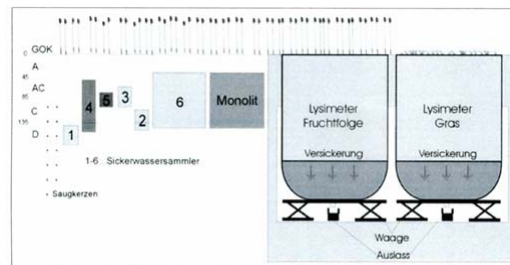 0 GOK
A
45
AC
85
C
135
D
1
4
5
3
2
6
Monolit
1-6 Sickerwassersammler
Saugkerzen
Lysimeter
Fruchtfolge
Versickerung
Lysimeter
Gras
Versickerung
Waage
Auslass